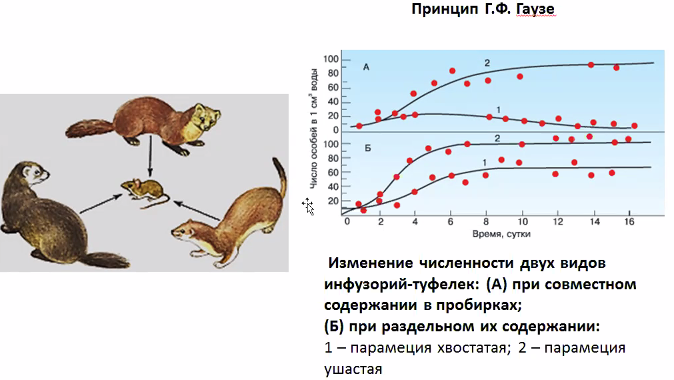 Принцип Г.Ф. Гаузе
Число особей в 1 см³ воды
А
100
80
60
40
20
0
2
1
Б
100
80
60
40
20
2
1
0 2 4 6 8 10 12 14 16
Время, сутки
Изменение численности двух видов
инфузорий-туфелек: (А) при совместном
содержании в пробирках;
(Б) при раздельном их содержании:
1 – парамеция хвостатая; 2 – парамеция
ушастая